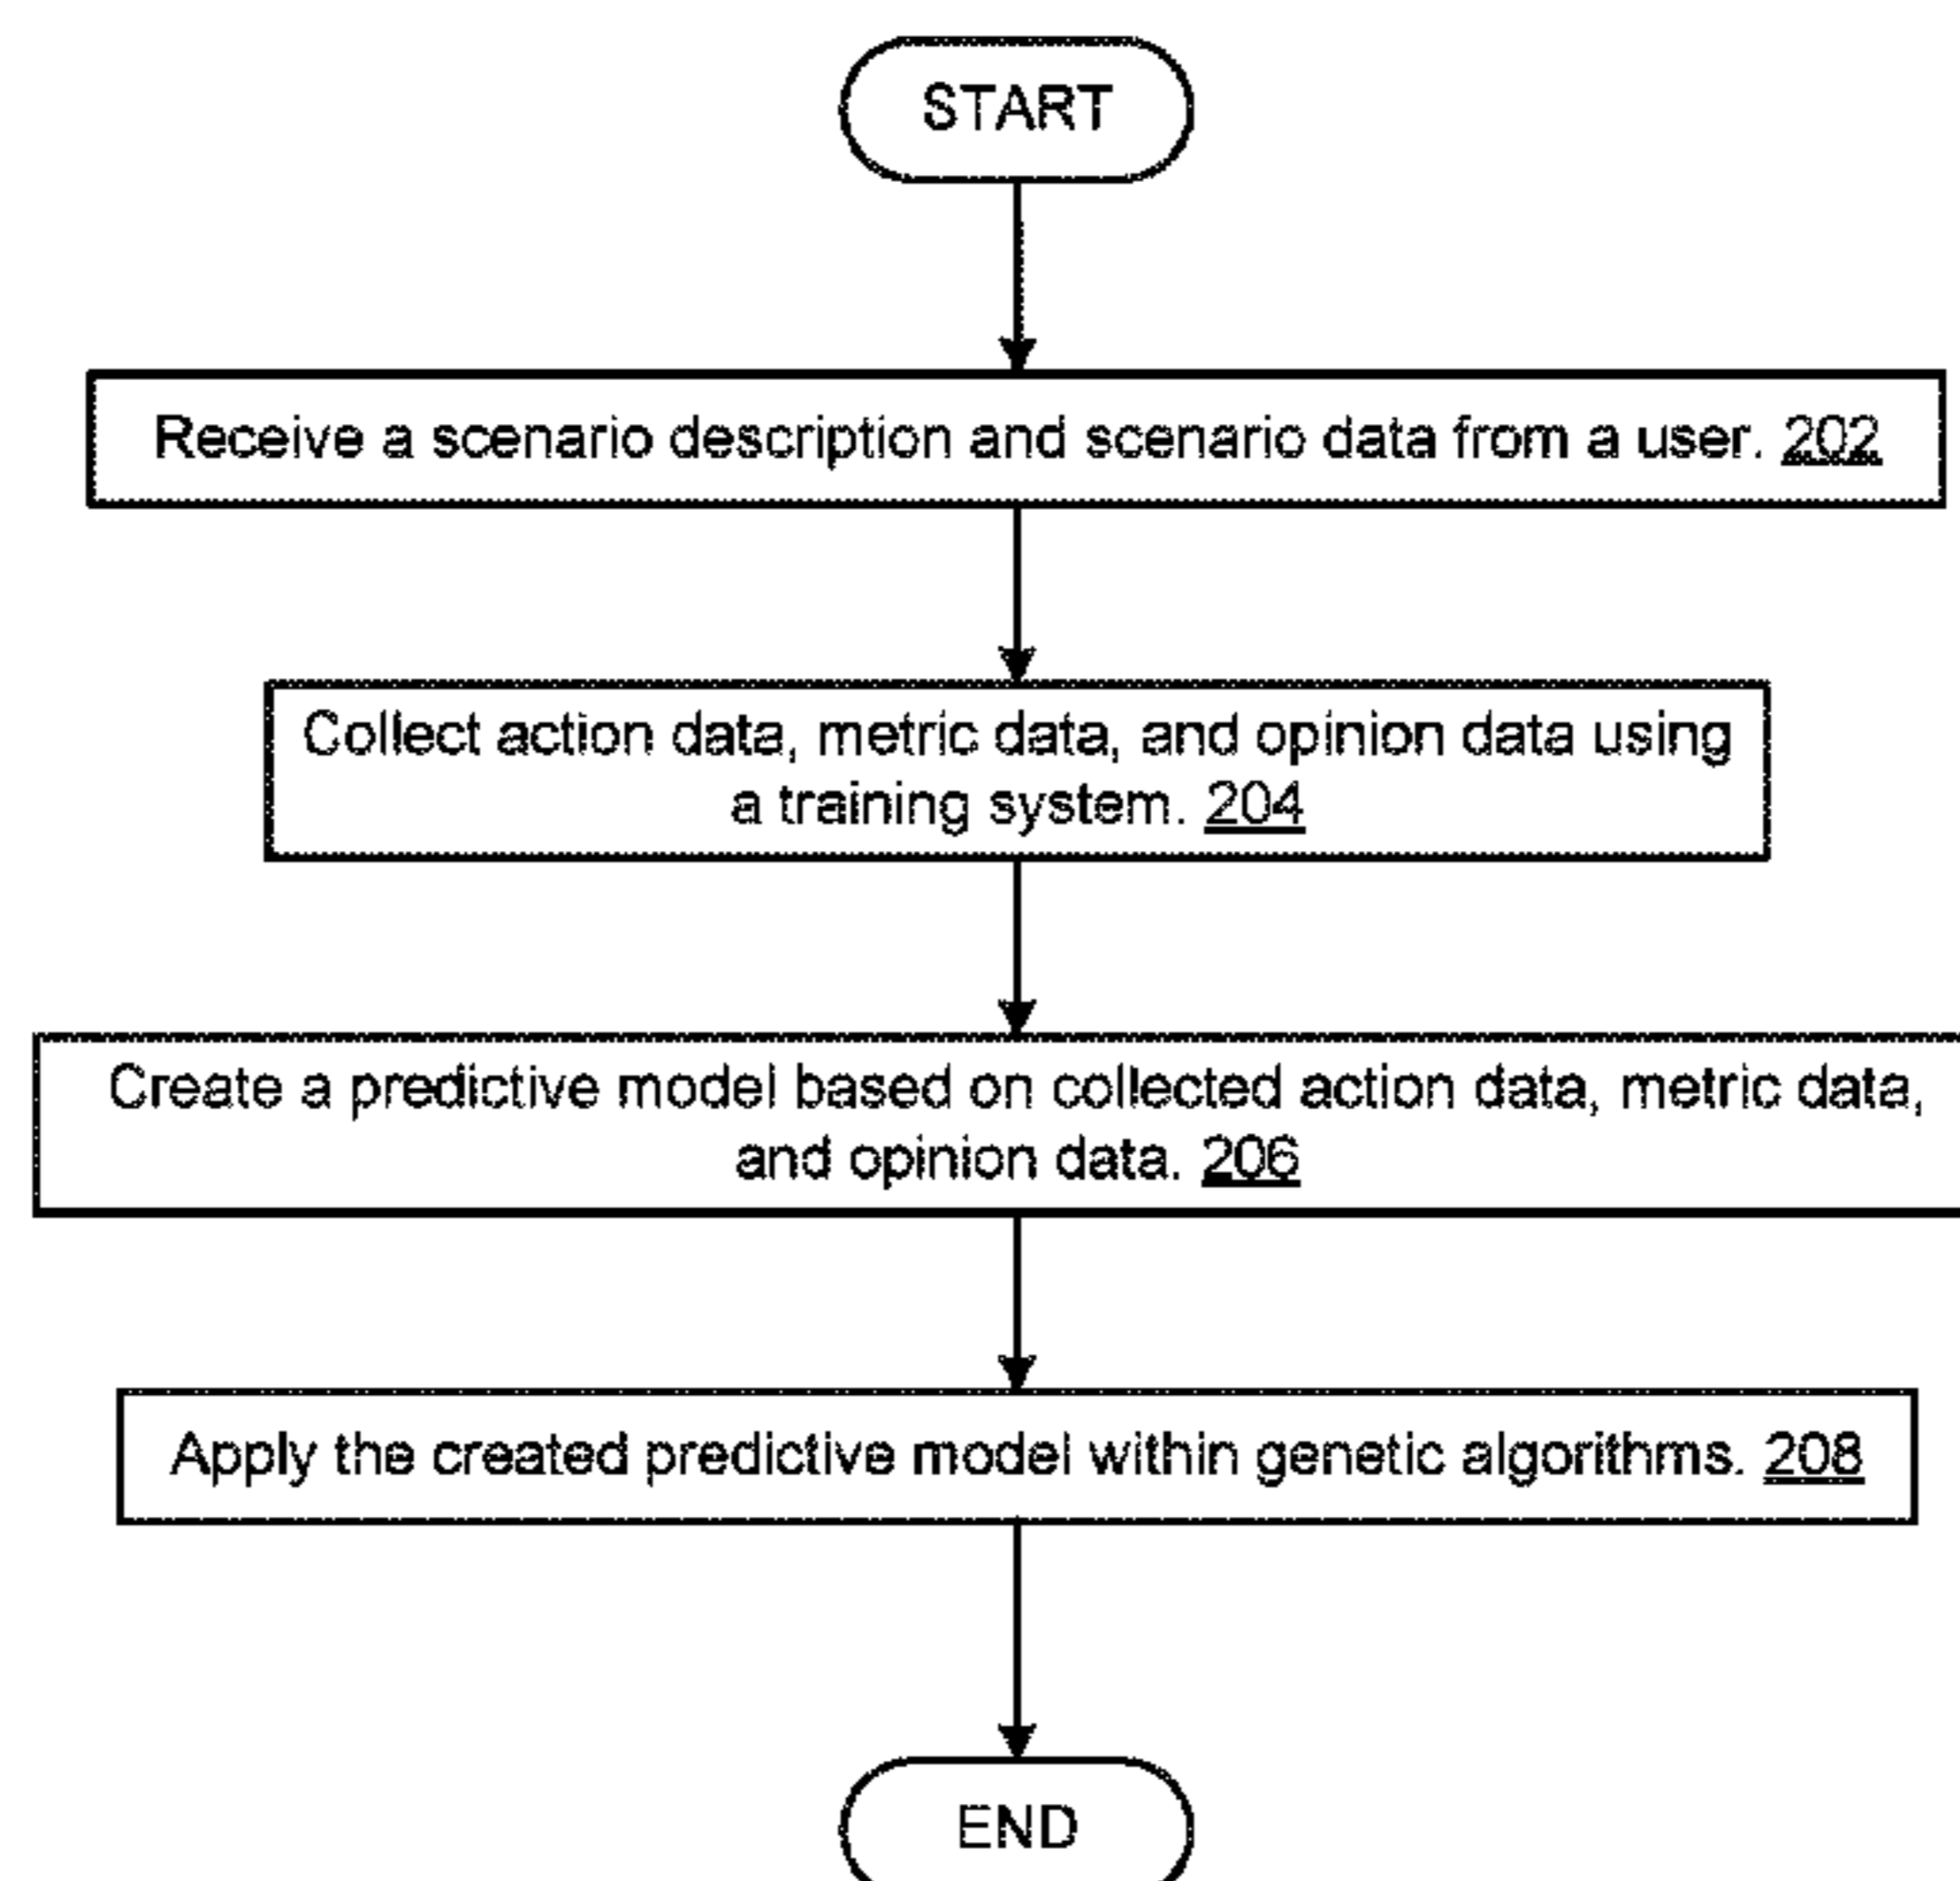 START
Receive a scenario description and scenario data from a user. 202
Collect action data, metric data, and opinion data using
a training system. 204
Create a predictive model based on collected action data, metric data,
and opinion data. 206
Apply the created predictive model within genetic algorithms. 208
END